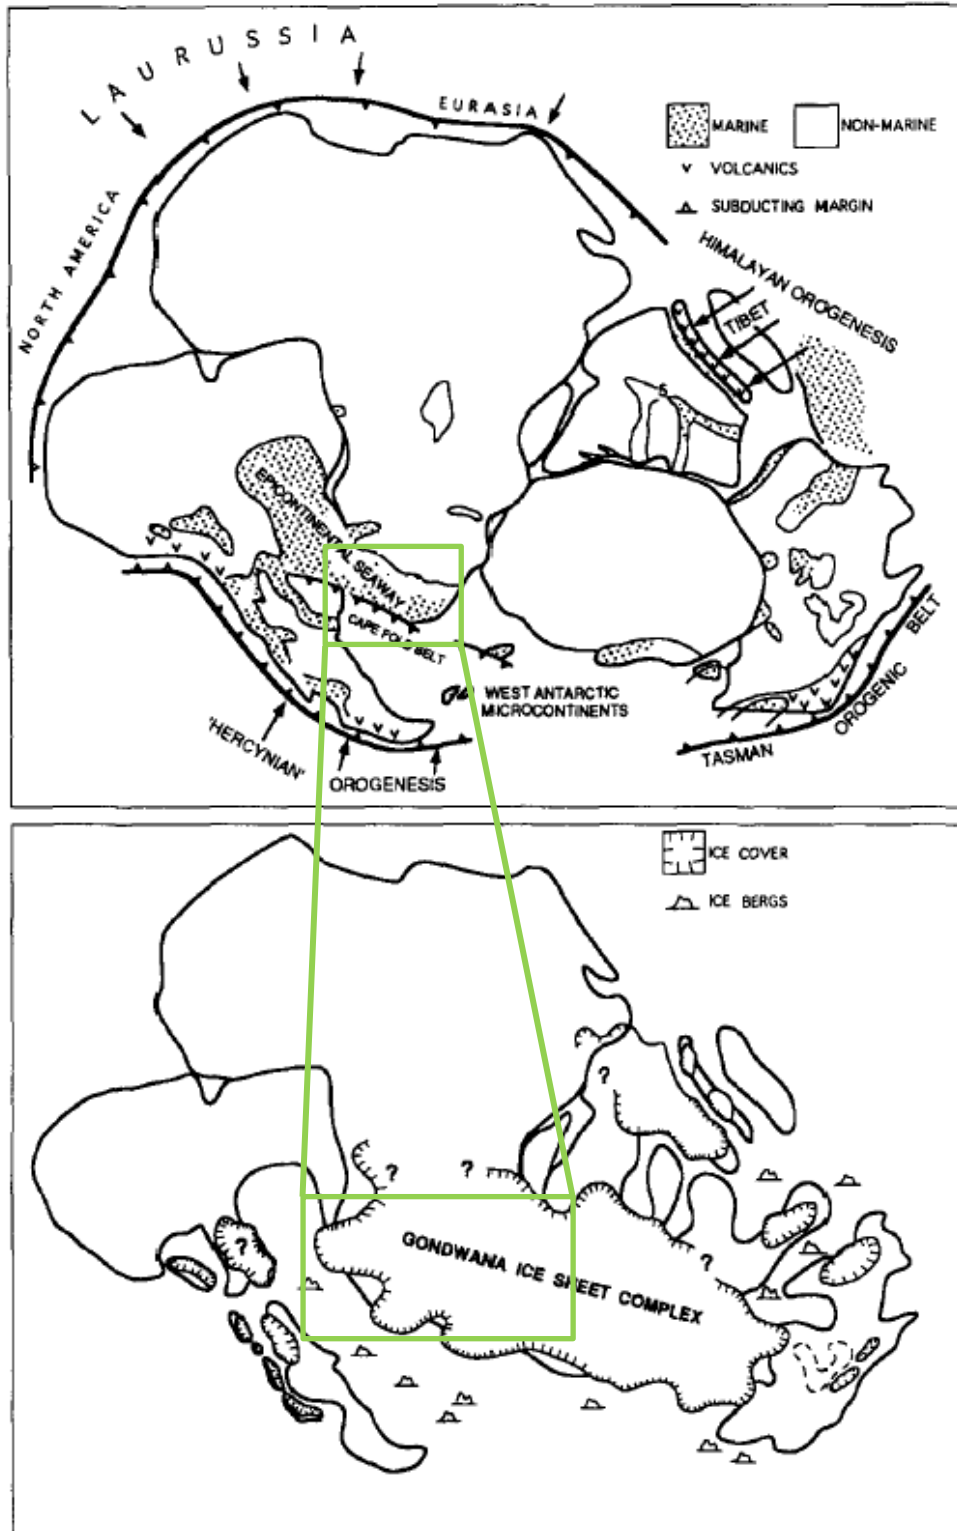 LAURUSSIA
EURASIA
NORTH AMERICA
MARINE
NON-MARINE
VOLCANICS
SUBDUCTING MARGIN
HIMALAYAN OROGENESIS
TIBET
S
EPICONTINENTAL SEAWAY
CAPE FOLD BELT
WEST ANTARCTIC
MICROCONTINENTS
'HERCYNIAN'
OROGENESIS
TASMAN
OROGENIC
BELT
ICE COVER
ICE BERGS
?
?
?
?
?
GONDWANA ICE SHEET COMPLEX